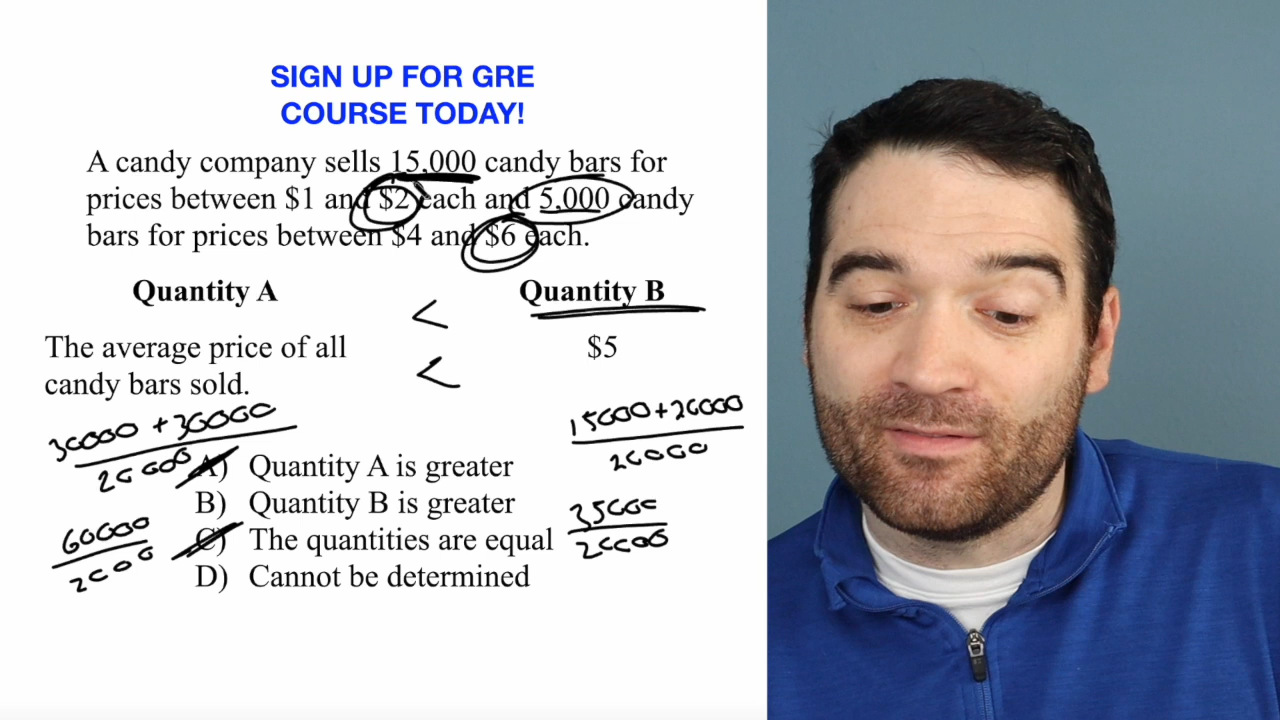 SIGN UP FOR GRE
COURSE TODAY!
A candy company sells 15,000 candy bars for
prices between $1 and $2 each and 5,000 candy
bars for prices between $4 and $6 each.
Quantity A < Quantity B
The average price of all < $5
candy bars sold.
30000 + 30000 15000 + 20000
20000 20000
A) Quantity A is greater
B) Quantity B is greater
60000 35000
2000 20000
C) The quantities are equal
D) Cannot be determined